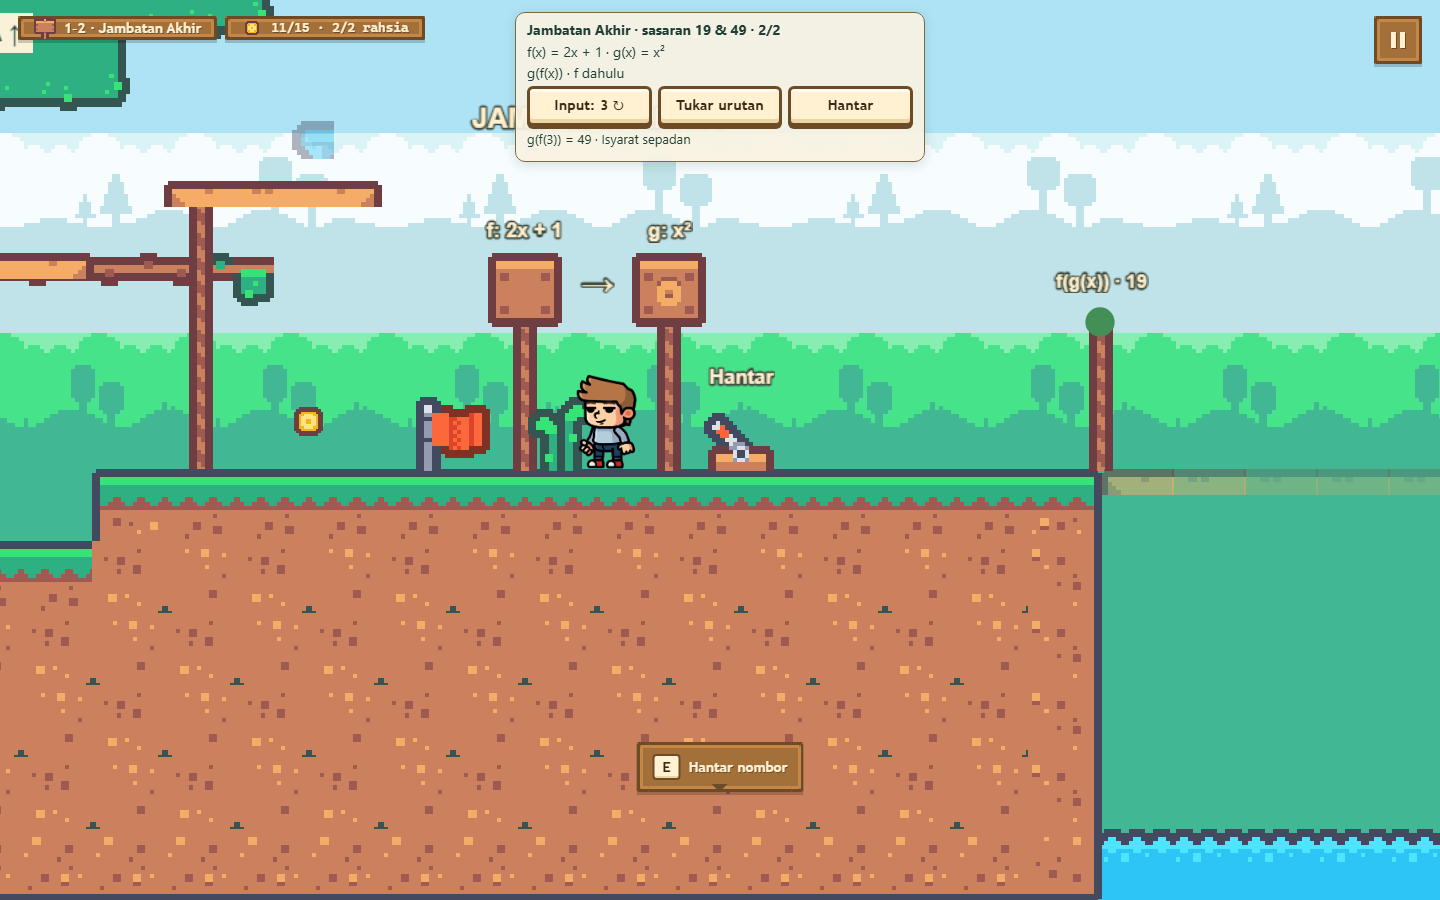 1-2 · Jambatan Akhir
11/15 · 2/2 rahsia
Jambatan Akhir · sasaran 19 & 49 · 2/2
f(x) = 2x + 1 · g(x) = x²
g(f(x)) · f dahulu
Input: 3 ↻
Tukar urutan
Hantar
g(f(3)) = 49 · Isyarat sepadan
f: 2x + 1
→
g: x²
f(g(x)) · 19
Hantar
E Hantar nombor